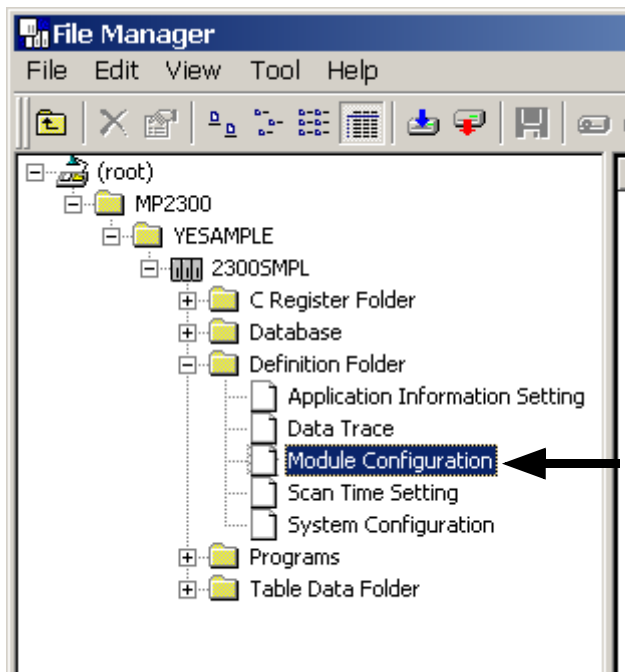 File Manager
File Edit View Tool Help
(root)
MP2300
YESAMPLE
2300SMPL
C Register Folder
Database
Definition Folder
Application Information Setting
Data Trace
Module Configuration
Scan Time Setting
System Configuration
Programs
Table Data Folder